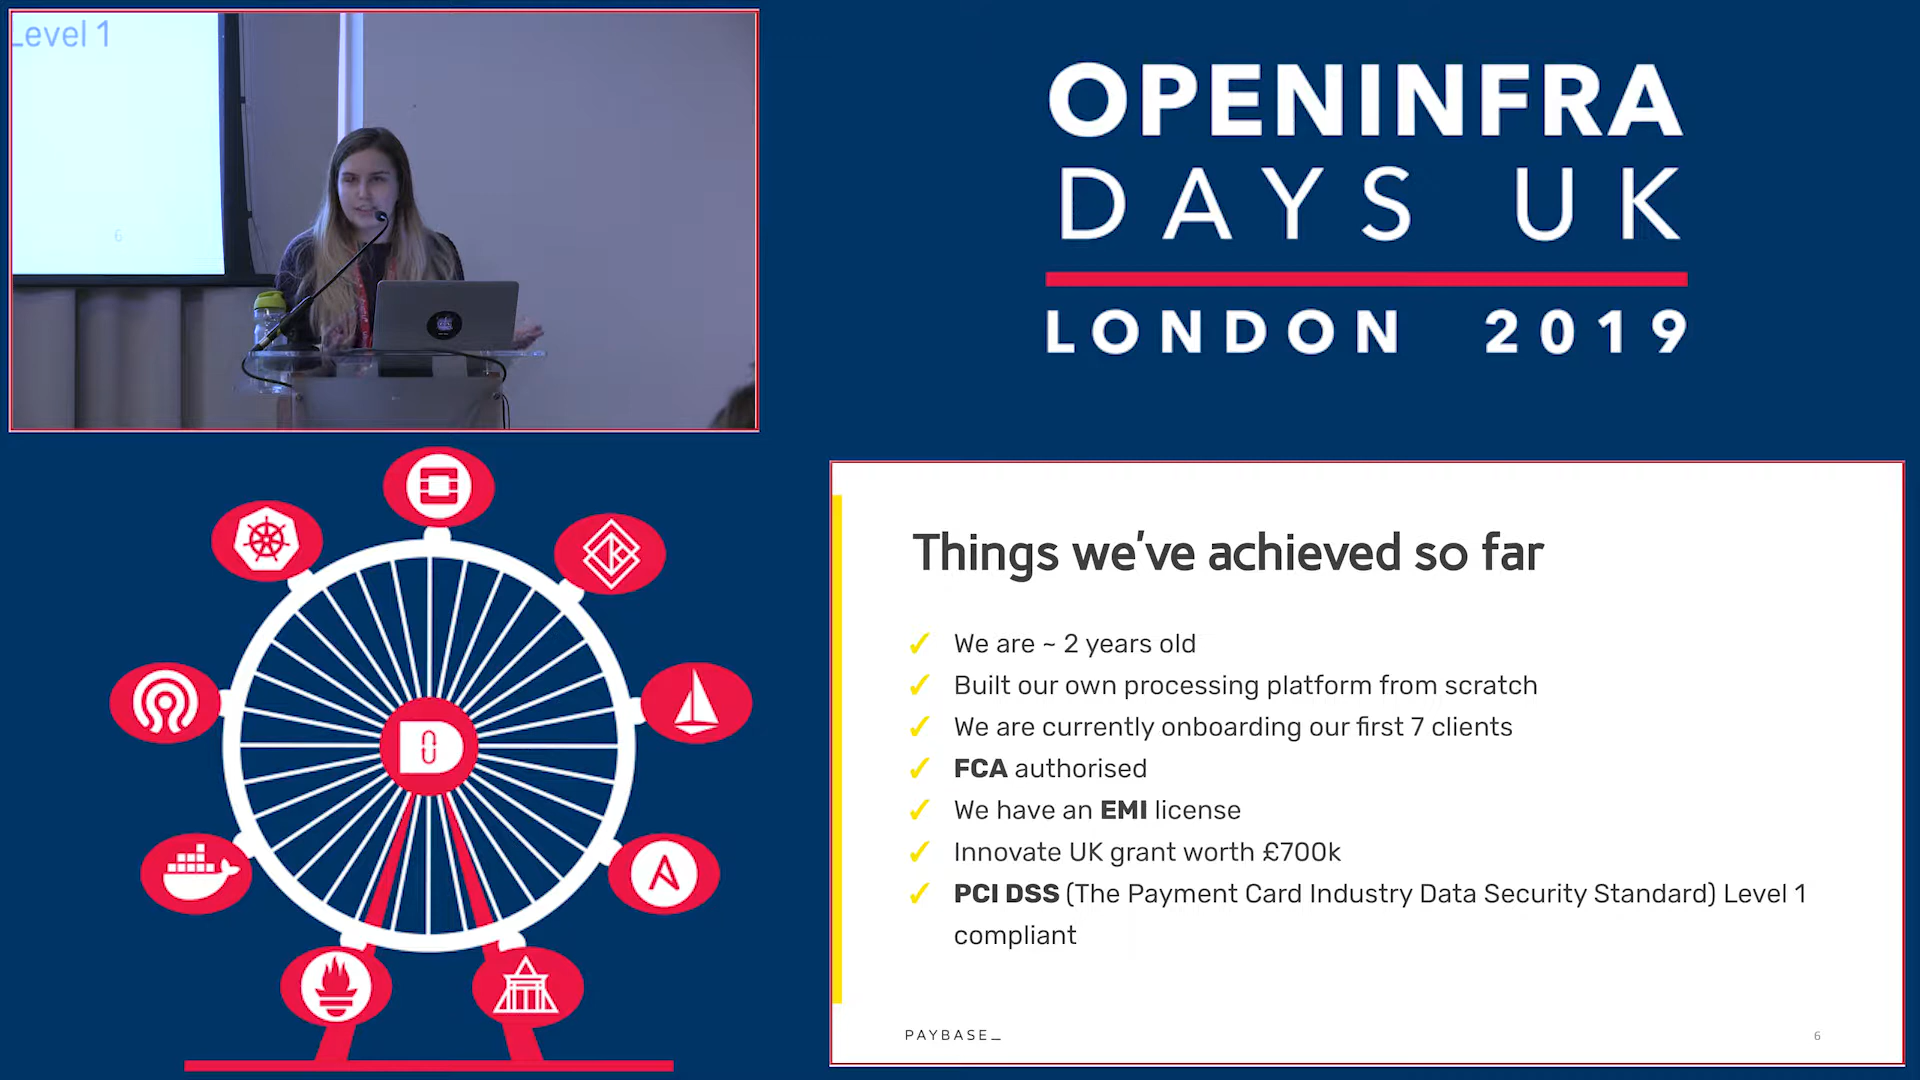 Level 1
6
OPENINFRA
DAYS UK
LONDON 2019
Things we've achieved so far
✓ We are ~ 2 years old
✓ Built our own processing platform from scratch
✓ We are currently onboarding our first 7 clients
✓ FCA authorised
✓ We have an EMI license
✓ Innovate UK grant worth £700k
✓ PCI DSS (The Payment Card Industry Data Security Standard) Level 1
compliant
PAYBASE_
6